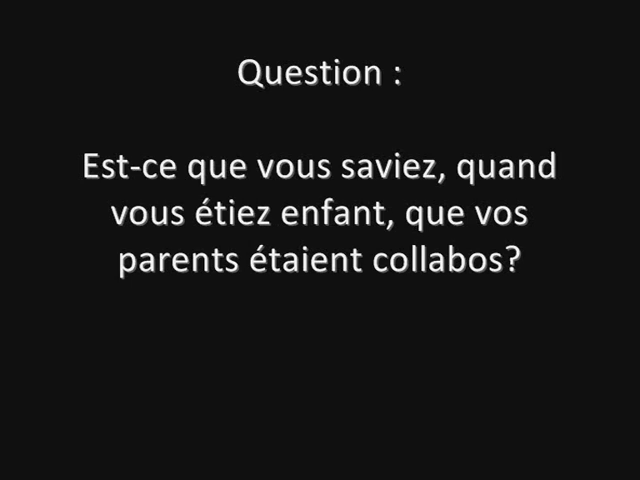 Question :
Est-ce que vous saviez, quand
vous étiez enfant, que vos
parents étaient collabos?